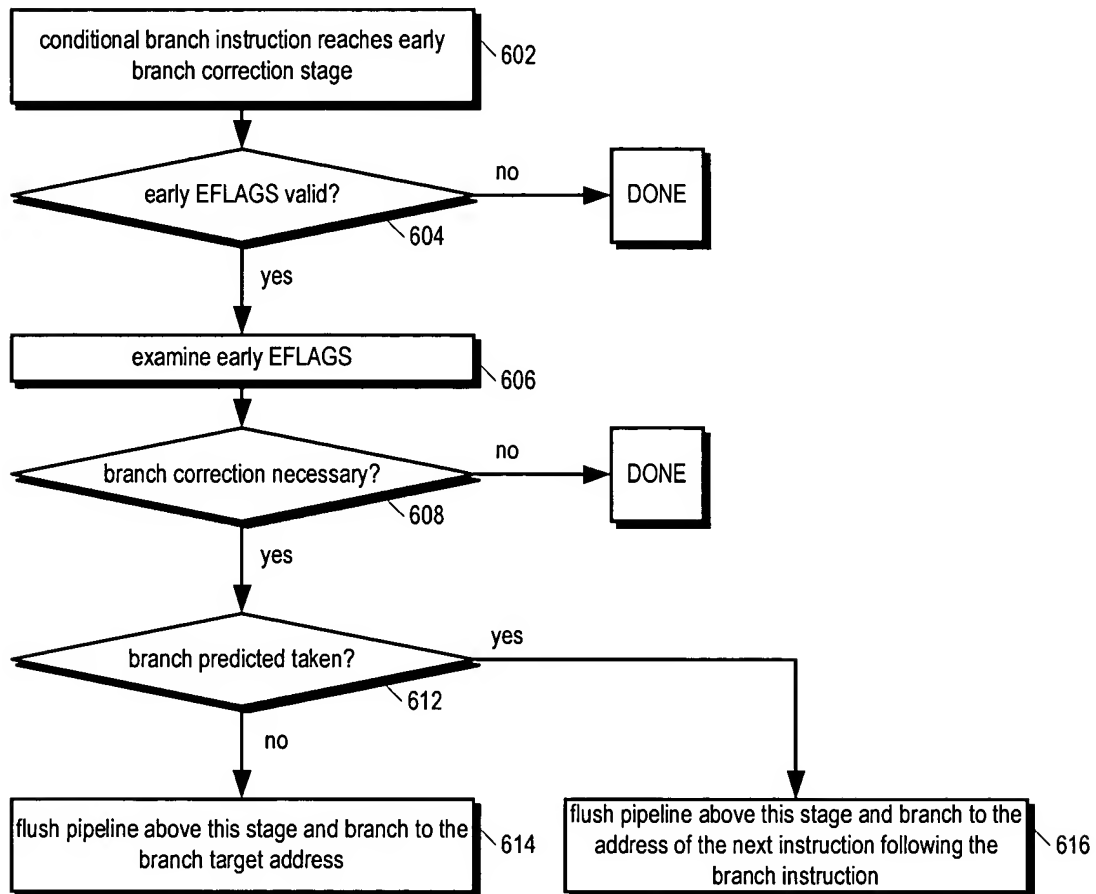 conditional branch instruction reaches early
branch correction stage
602
early EFLAGS valid?
no
DONE
604
yes
examine early EFLAGS
606
branch correction necessary?
no
DONE
608
yes
branch predicted taken?
yes
612
no
flush pipeline above this stage and branch to the
branch target address
614
flush pipeline above this stage and branch to the
address of the next instruction following the
branch instruction
616